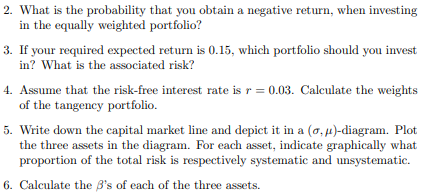 2. What is the probability that you obtain a negative return, when investing
in the equally weighted portfolio?
3. If your required expected return is 0.15, which portfolio should you invest
in? What is the associated risk?
4. Assume that the risk-free interest rate is r = 0.03. Calculate the weights
of the tangency portfolio.
5. Write down the capital market line and depict it in a (σ, μ)-diagram. Plot
the three assets in the diagram. For each asset, indicate graphically what
proportion of the total risk is respectively systematic and unsystematic.
6. Calculate the β's of each of the three assets.